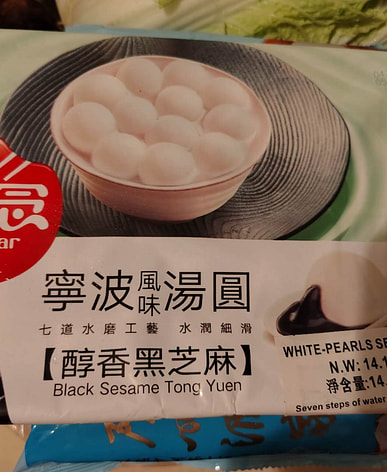 念
ar
寧波風味湯圓
七道水磨工藝 水潤細滑
【醇香黑芝麻】
Black Sesame Tong Yuen
WHITE-PEARLS SE
N.W: 14.1
淨含量:14.
Seven steps of water